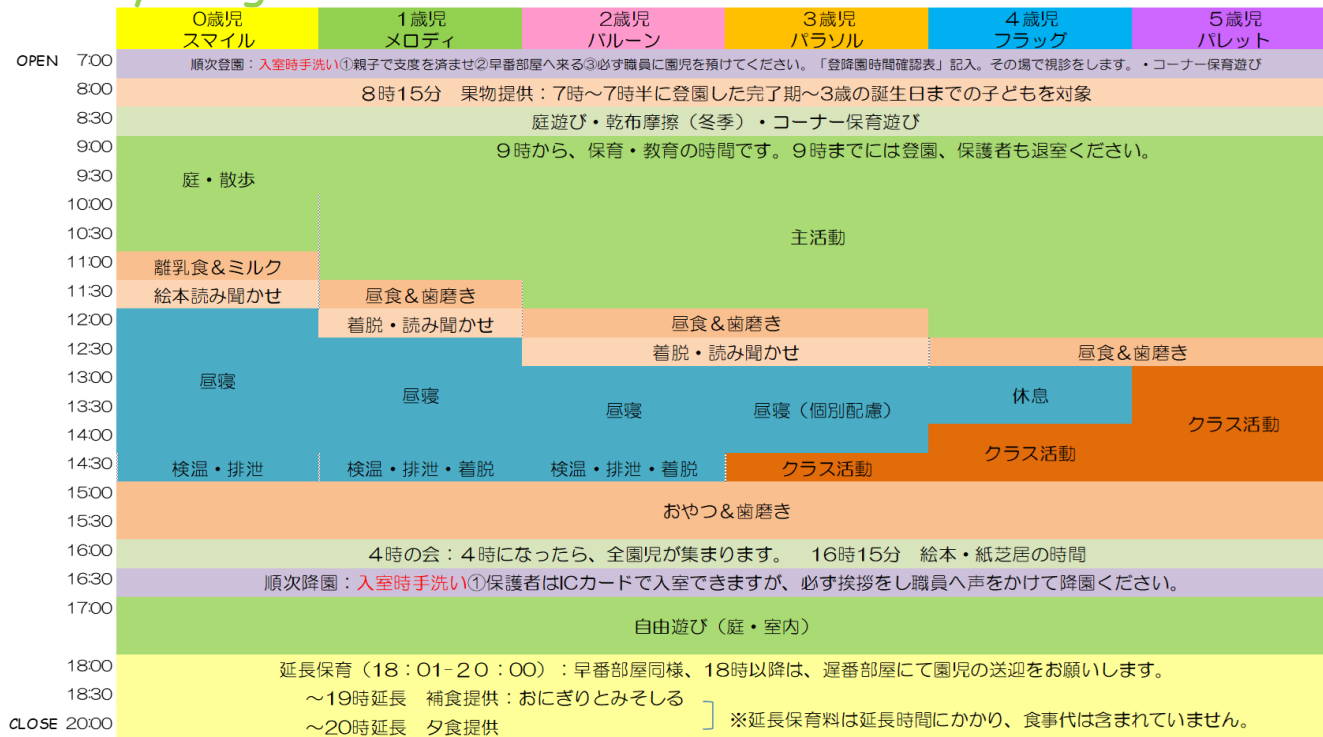 0歳児 1歳児 2歳児 3歳児 4歳児 5歳児
スマイル メロディ バルーン パラソル フラッグ パレット
OPEN 7:00 順次登園：入室時手洗い①親子で支度を済ませ②早番部屋へ来る③必ず職員に園児を預けてください。「登降園時間確認表」記入。その場で視診をします。・コーナー保育遊び
8:00 8時15分 果物提供：7時～7時半に登園した完了期～3歳の誕生日までの子どもを対象
8:30 庭遊び・乾布摩擦（冬季）・コーナー保育遊び
9:00 9時から、保育・教育の時間です。9時までには登園、保護者も退室ください。
9:30 庭・散歩
10:00
10:30 主活動
11:00 離乳食＆ミルク
11:30 絵本読み聞かせ 昼食＆歯磨き
12:00 着脱・読み聞かせ 昼食＆歯磨き
12:30 着脱・読み聞かせ 昼食＆歯磨き
13:00 昼寝 昼寝 休息
13:30 昼寝 昼寝（個別配慮） クラス活動
14:00 クラス活動
14:30 検温・排泄 検温・排泄・着脱 検温・排泄・着脱 クラス活動
15:00 おやつ＆歯磨き
15:30
16:00 4時の会：4時になったら、全園児が集まります。 16時15分 絵本・紙芝居の時間
16:30 順次降園：入室時手洗い①保護者はICカードで入室できますが、必ず挨拶をし職員へ声をかけて降園ください。
17:00 自由遊び（庭・室内）
18:00 延長保育（18：01-20：00）：早番部屋同様、18時以降は、遅番部屋にて園児の送迎をお願いします。
18:30 ～19時延長 補食提供：おにぎりとみそしる
CLOSE 20:00 ～20時延長 夕食提供 ※延長保育料は延長時間にかかり、食事代は含まれていません。